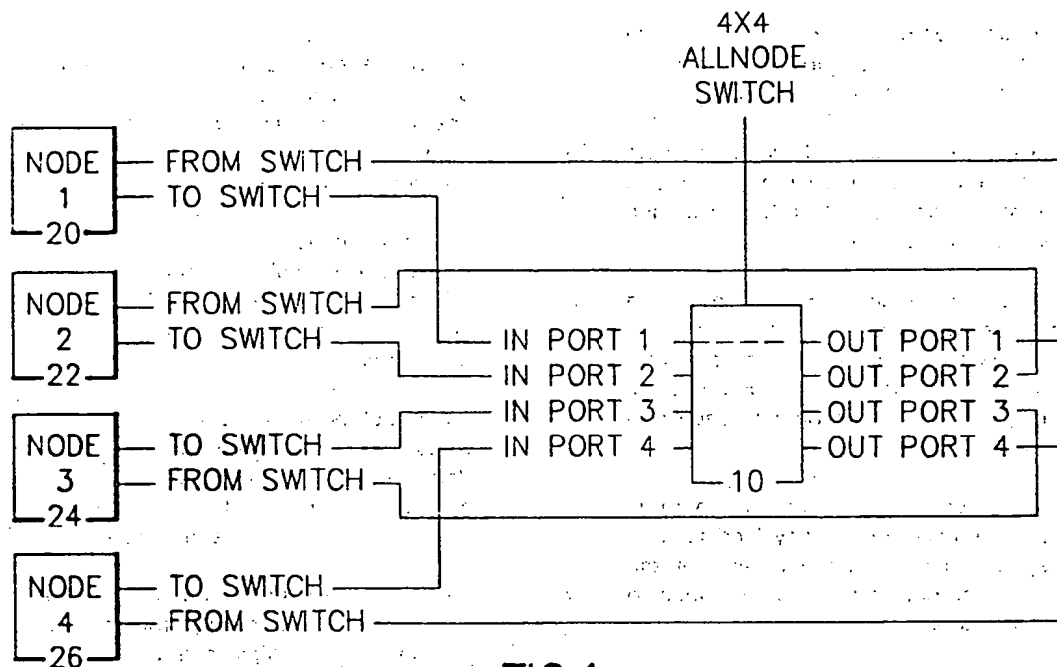 4X4
ALLNODE
SWITCH
NODE
1
20
FROM SWITCH
TO SWITCH
NODE
2
22
FROM SWITCH
TO SWITCH
NODE
3
24
TO SWITCH
FROM SWITCH
NODE
4
26
TO SWITCH
FROM SWITCH
IN PORT 1
IN PORT 2
IN PORT 3
IN PORT 4
10
OUT PORT 1
OUT PORT 2
OUT PORT 3
OUT PORT 4